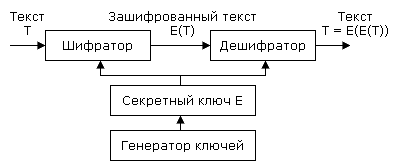 Текст
T
Зашифрованный текст
E(T)
Текст
T = E(E(T))
Шифратор
Дешифратор
Секретный ключ E
Генератор ключей